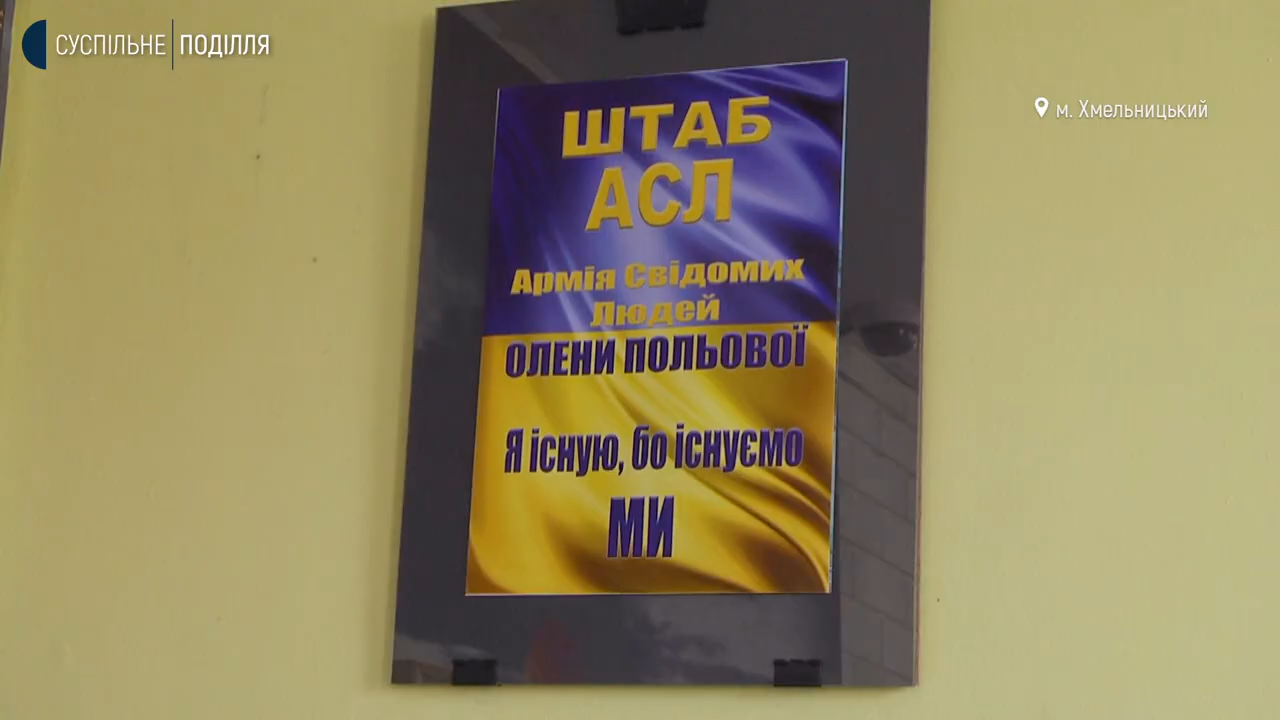 СУСПІЛЬНЕ ПОДІЛЛЯ
м. Хмельницький
ШТАБ
АСЛ
Армія Свідомих
Людей
ОЛЕНИ ПОЛЬОВОЇ
Я існую, бо існуємо
МИ